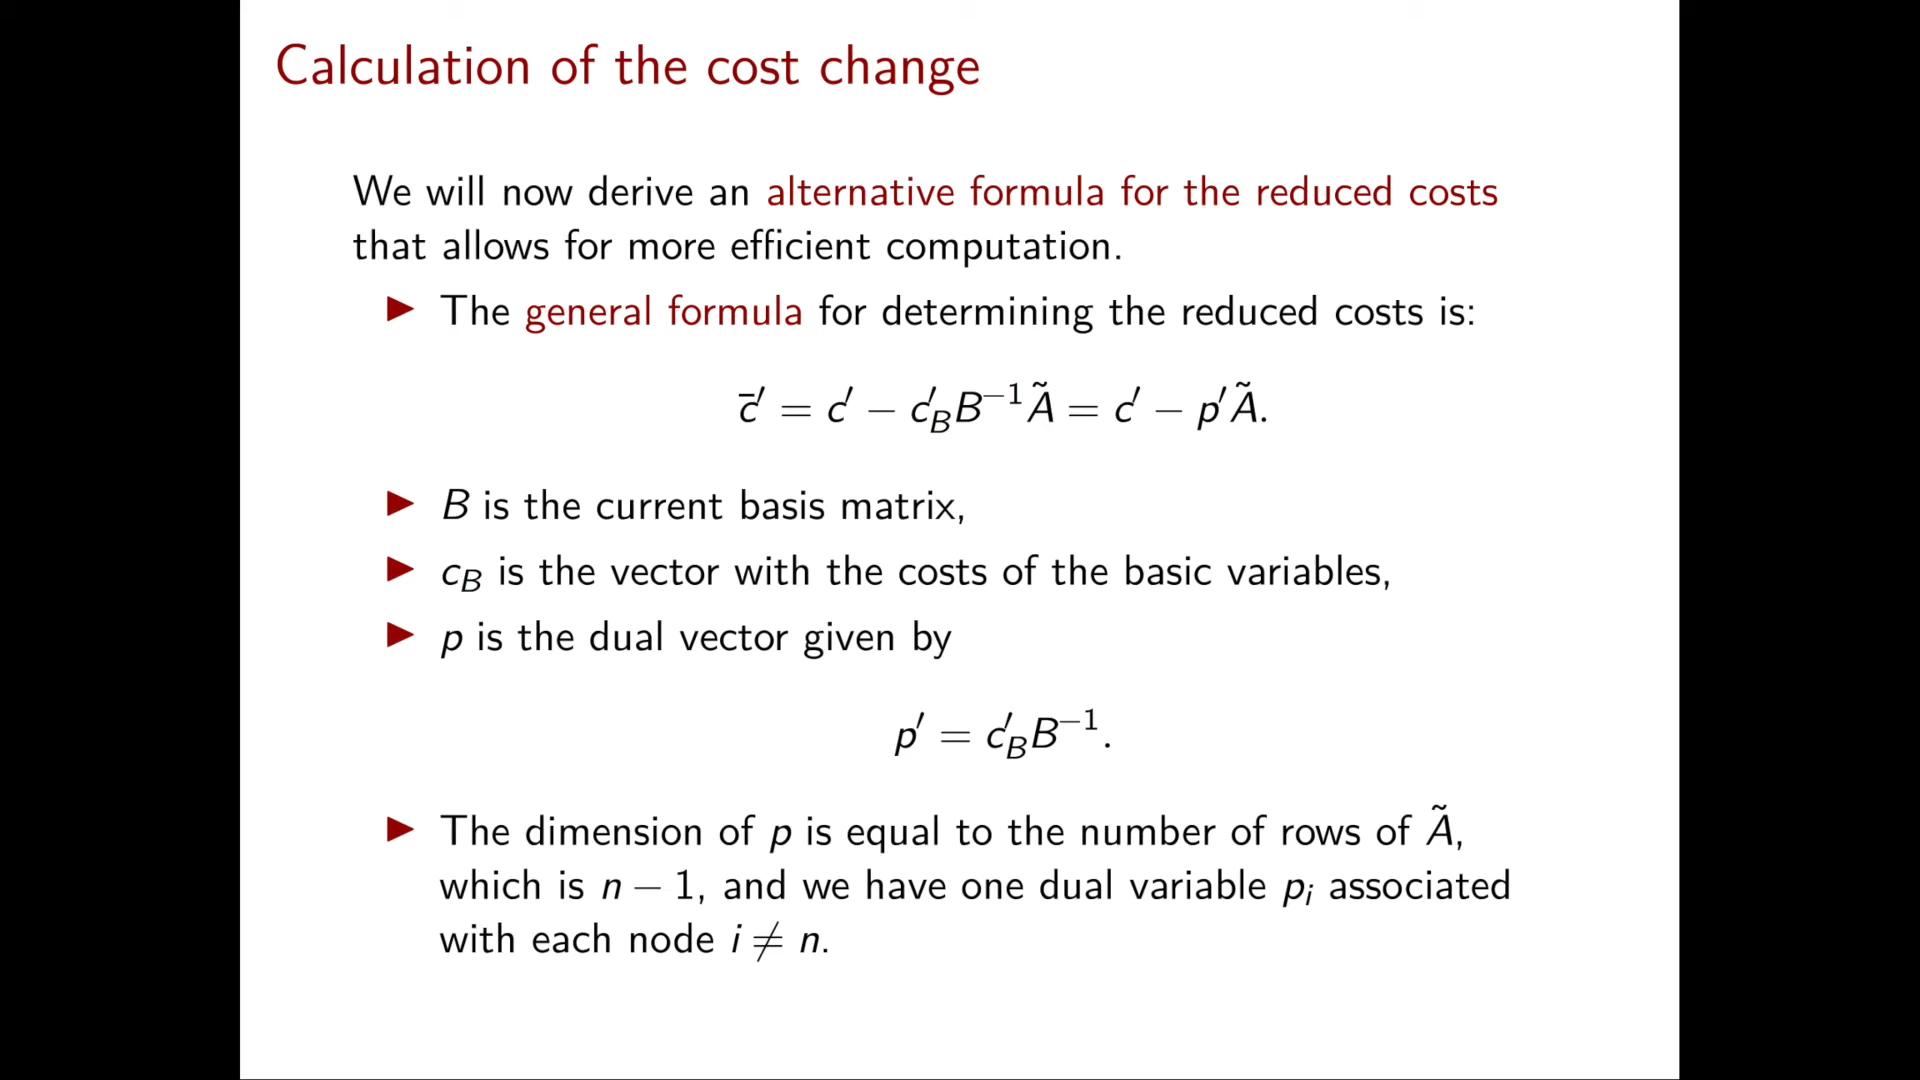 Calculation of the cost change
We will now derive an alternative formula for the reduced costs
that allows for more efficient computation.
▶ The general formula for determining the reduced costs is:
c̄′ = c′ − c′_B B⁻¹Ã = c′ − p′Ã.
▶ B is the current basis matrix,
▶ c_B is the vector with the costs of the basic variables,
▶ p is the dual vector given by
p′ = c′_B B⁻¹.
▶ The dimension of p is equal to the number of rows of Ã,
which is n − 1, and we have one dual variable p_i associated
with each node i ≠ n.